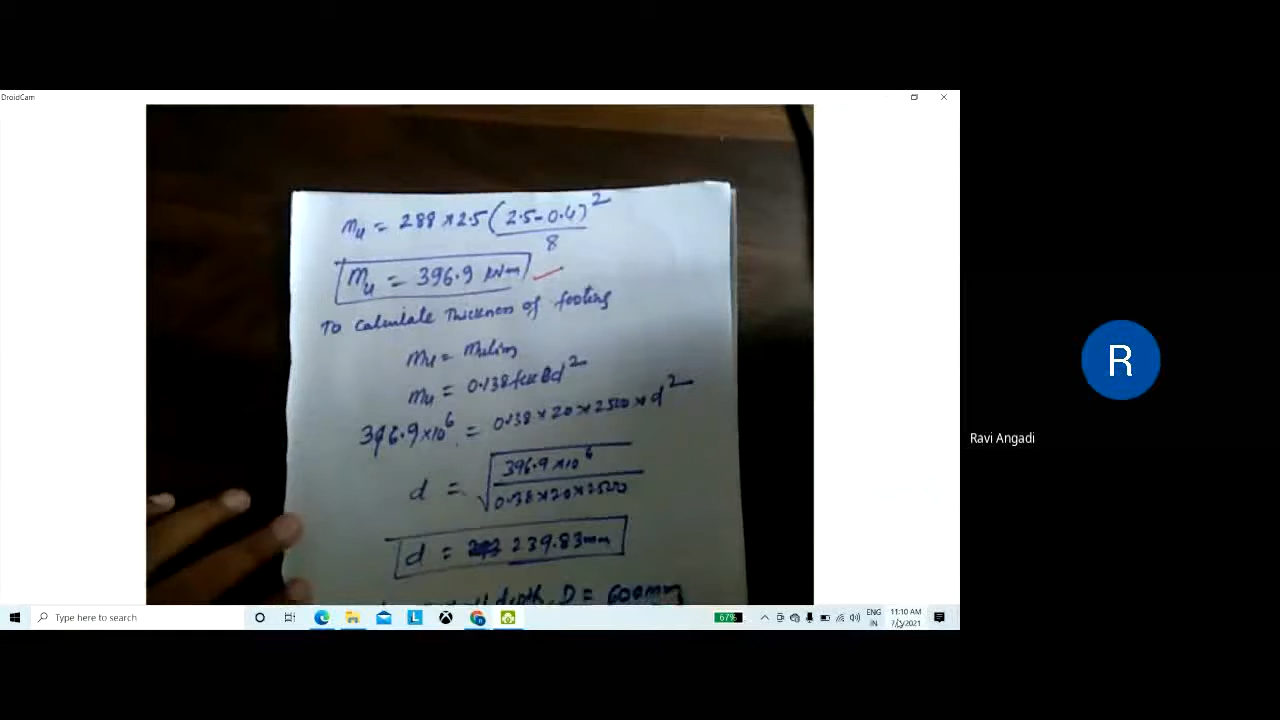 DroidCam
Mu = 288 × 2.5 (2.5-0.4)² / 8
Mu = 396.9 kNm
To Calculate Thickness of footing
Mu = Mulim
Mu = 0.138 fck Bd²
396.9×10⁶ = 0.138 × 20 × 2500 × d²
d = √(396.9×10⁶ / 0.138×20×2500)
d = 239.83mm
depth, D = 600mm
R
Ravi Angadi
Type here to search
67%
ENG
IN
11:10 AM